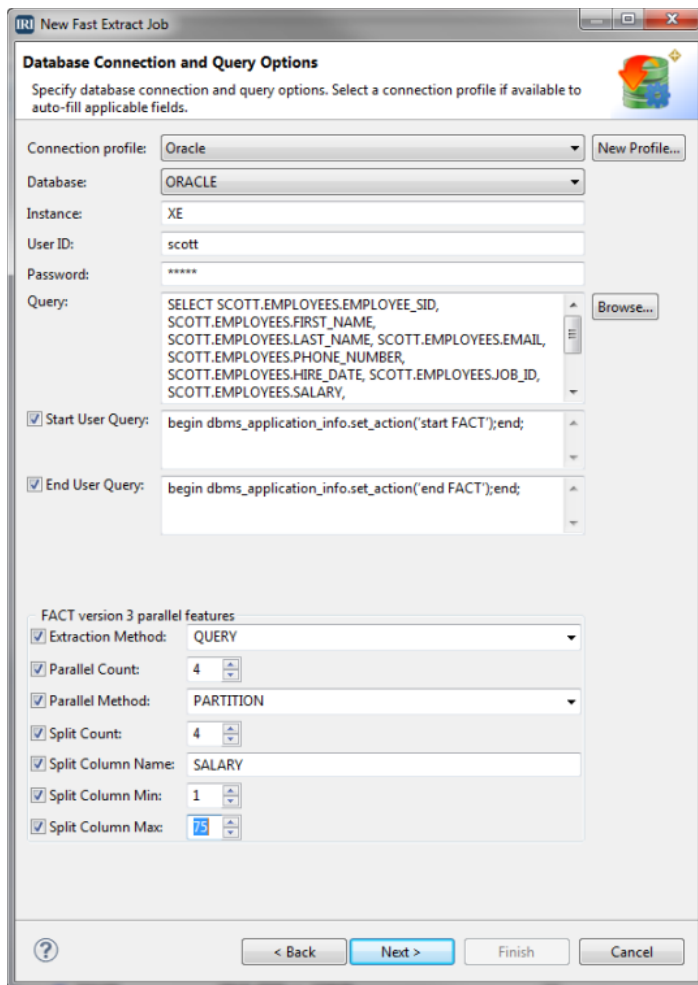 IRI New Fast Extract Job
Database Connection and Query Options
Specify database connection and query options. Select a connection profile if available to
auto-fill applicable fields.
Connection profile: Oracle New Profile...
Database: ORACLE
Instance: XE
User ID: scott
Password: *****
Query: SELECT SCOTT.EMPLOYEES.EMPLOYEE_SID, Browse...
SCOTT.EMPLOYEES.FIRST_NAME,
SCOTT.EMPLOYEES.LAST_NAME, SCOTT.EMPLOYEES.EMAIL,
SCOTT.EMPLOYEES.PHONE_NUMBER,
SCOTT.EMPLOYEES.HIRE_DATE, SCOTT.EMPLOYEES.JOB_ID,
SCOTT.EMPLOYEES.SALARY,
Start User Query: begin dbms_application_info.set_action('start FACT');end;
End User Query: begin dbms_application_info.set_action('end FACT');end;
FACT version 3 parallel features
Extraction Method: QUERY
Parallel Count: 4
Parallel Method: PARTITION
Split Count: 4
Split Column Name: SALARY
Split Column Min: 1
Split Column Max: 75
? < Back Next > Finish Cancel